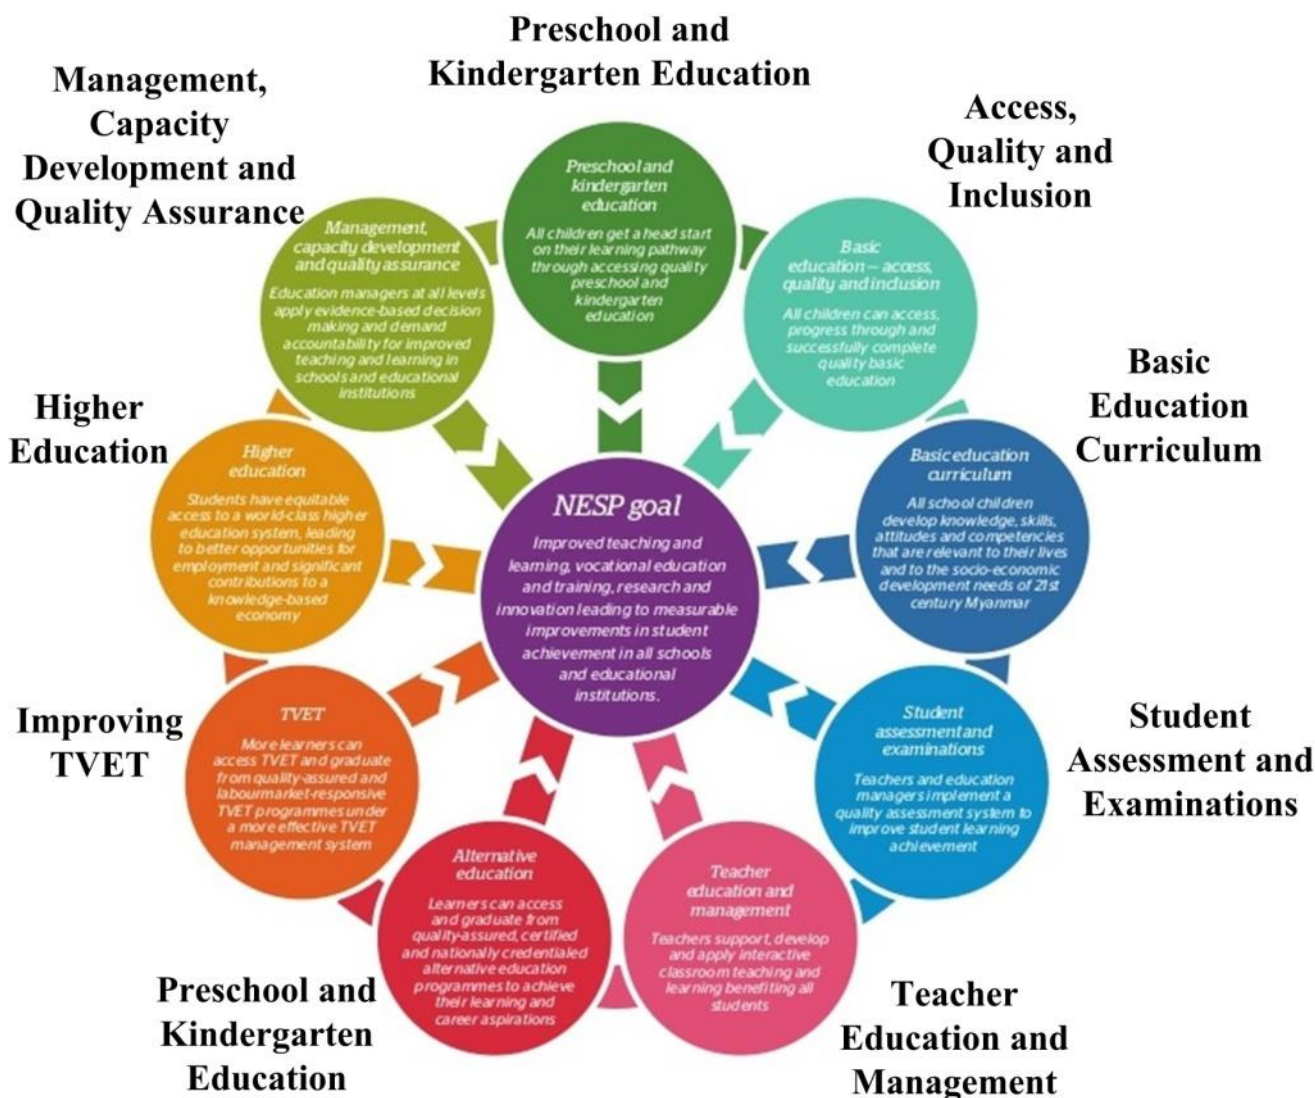 Preschool and
Kindergarten Education
Management,
Capacity
Development and
Quality Assurance
Access,
Quality and
Inclusion
Preschool and
kindergarten
education
All children get a head start
on their learning pathway
through accessing quality
preschool and
kindergarten
education
Management,
capacity development
and quality assurance
Education managers at all levels
apply evidence-based decision
making and demand
accountability for improved
teaching and learning in
schools and educational
institutions
Basic
education – access,
quality and inclusion
All children can access,
progress through and
successfully complete
quality basic
education
Higher
Education
Basic
Education
Curriculum
Higher
education
Students have equitable
access to a world-class higher
education system, leading
to better opportunities for
employment and significant
contributions to a
knowledge-based
economy
NESP goal
Improved teaching and
learning, vocational education
and training, research and
innovation leading to measurable
improvements in student
achievement in all schools
and educational
institutions.
Basic education
curriculum
All school children
develop knowledge, skills,
attitudes and competencies
that are relevant to their lives
and to the socio-economic
development needs of 21st
century Myanmar
Improving
TVET
TVET
More learners can
access TVET and graduate
from quality-assured and
labourmarket-responsive
TVET programmes under
a more effective TVET
management system
Student
assessment and
examinations
Teachers and education
managers implement a
quality assessment system to
improve student learning
achievement
Student
Assessment and
Examinations
Alternative
education
Learners can access
and graduate from
quality-assured, certified
and nationally credentialed
alternative education
programmes to achieve
their learning and
career aspirations
Teacher
education and
management
Teachers support, develop
and apply interactive
classroom teaching and
learning benefiting all
students
Preschool and
Kindergarten
Education
Teacher
Education and
Management